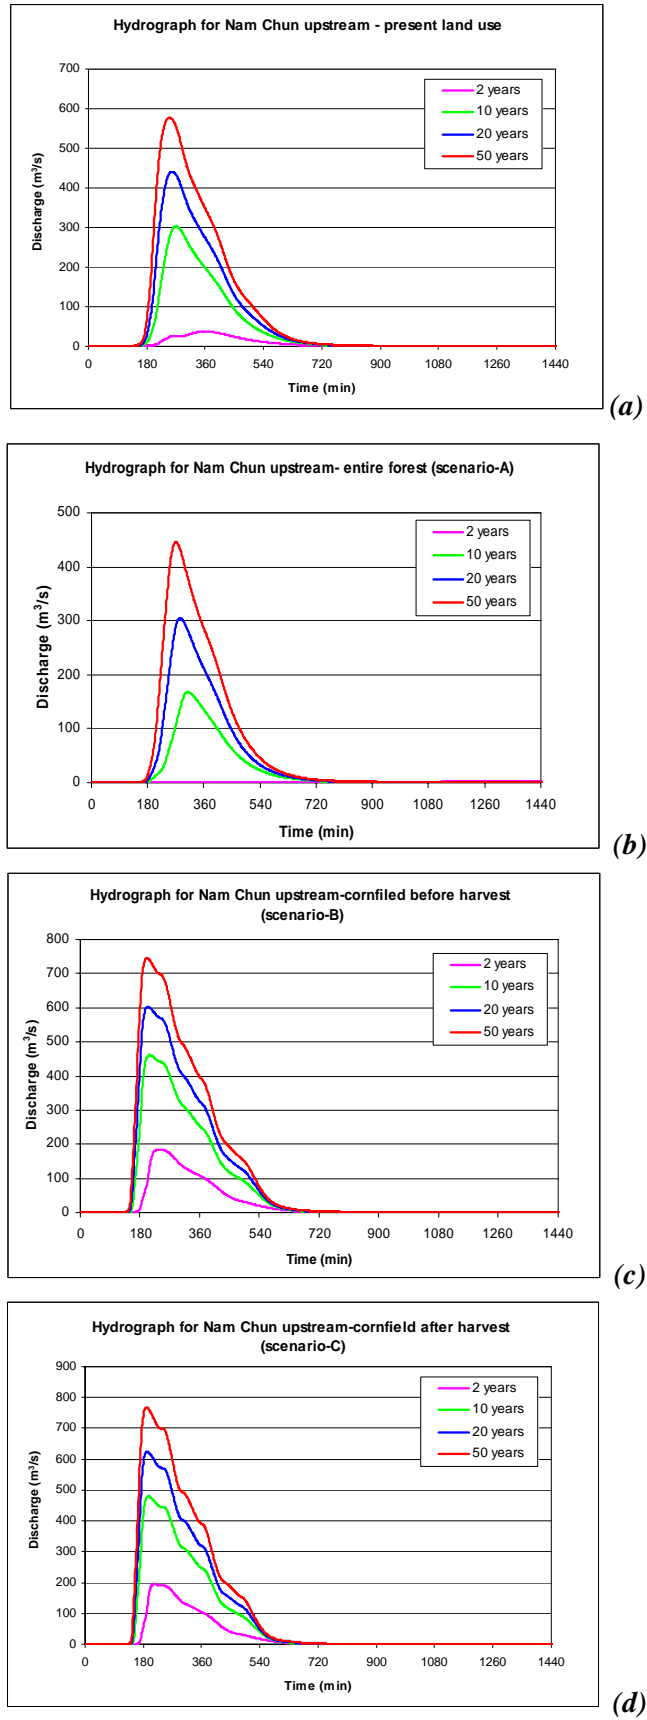 Hydrograph for Nam Chun upstream - present land use
700
600
500
400
300
200
100
0
Discharge (m³/s)
2 years
10 years
20 years
50 years
0 180 360 540 720 900 1080 1260 1440
Time (min)
(a)
Hydrograph for Nam Chun upstream- entire forest (scenario-A)
500
400
300
200
100
0
Discharge (m³/s)
2 years
10 years
20 years
50 years
0 180 360 540 720 900 1080 1260 1440
Time (min)
(b)
Hydrograph for Nam Chun upstream-cornfiled before harvest
(scenario-B)
800
700
600
500
400
300
200
100
0
Discharge (m³/s)
2 years
10 years
20 years
50 years
0 180 360 540 720 900 1080 1260 1440
Time (min)
(c)
Hydrograph for Nam Chun upstream-cornfield after harvest
(scenario-C)
900
800
700
600
500
400
300
200
100
0
Discharge (m³/s)
2 years
10 years
20 years
50 years
0 180 360 540 720 900 1080 1260 1440
Time (min)
(d)